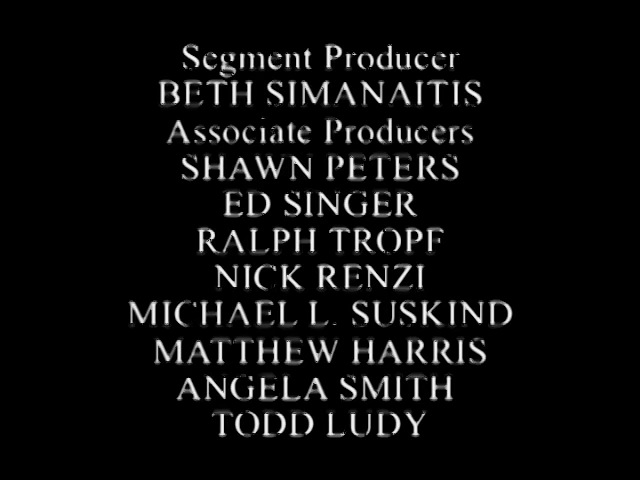 Segment Producer
BETH SIMANAITIS
Associate Producers
SHAWN PETERS
ED SINGER
RALPH TROPF
NICK RENZI
MICHAEL L. SUSKIND
MATTHEW HARRIS
ANGELA SMITH
TODD LUDY